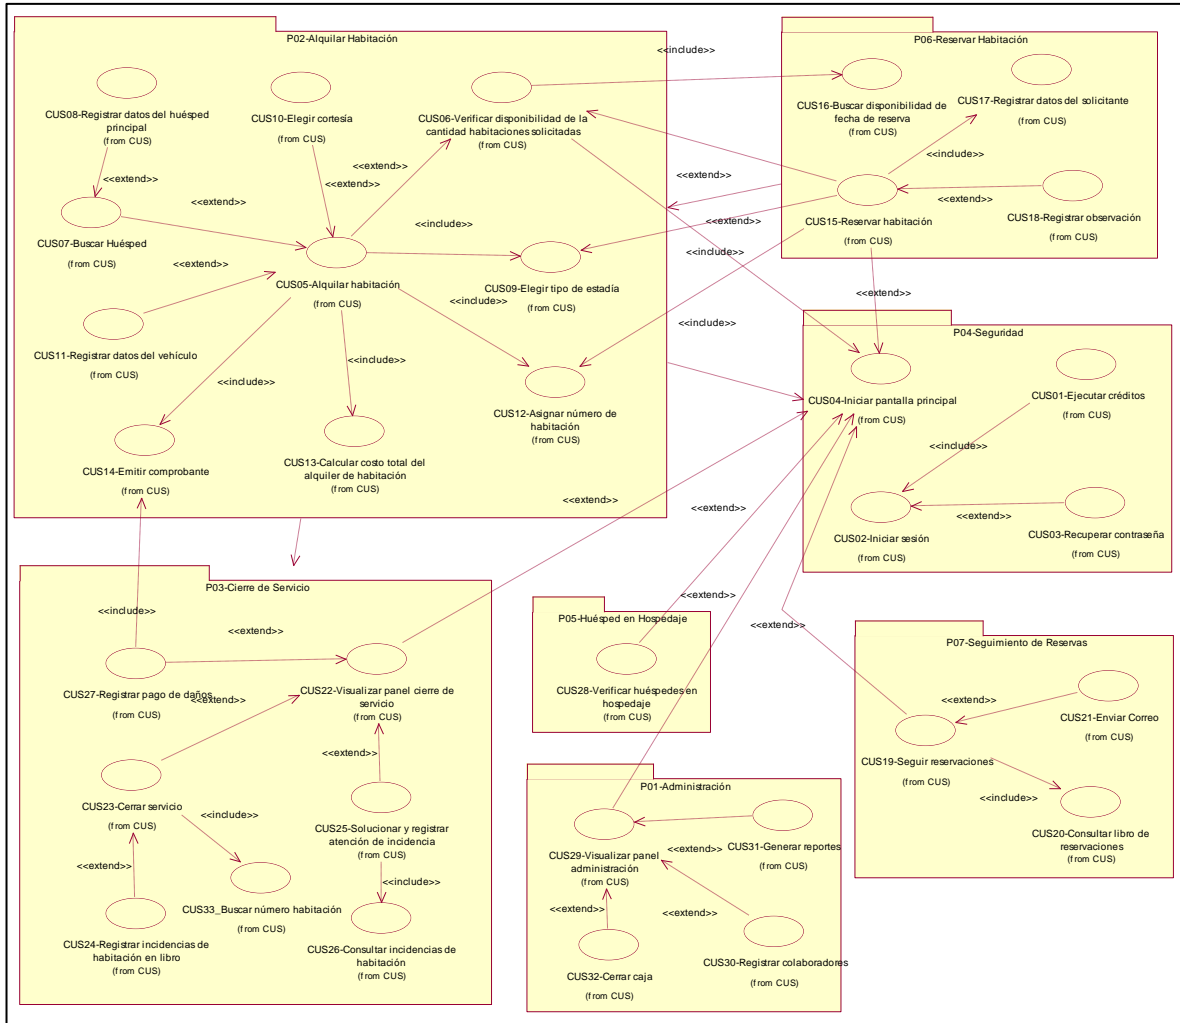 P02-Alquilar Habitación
CUS08-Registrar datos del huésped
principal
(from CUS)
CUS10-Elegir cortesía
(from CUS)
CUS06-Verificar disponibilidad de la
cantidad habitaciones solicitadas
(from CUS)
<<extend>>
<<extend>>
<<extend>>
<<extend>>
CUS07-Buscar Huésped
(from CUS)
<<include>>
<<extend>>
CUS05-Alquilar habitación
(from CUS)
CUS09-Elegir tipo de estadía
(from CUS)
<<include>>
CUS11-Registrar datos del vehículo
(from CUS)
<<include>>
<<include>>
CUS12-Asignar número de
habitación
(from CUS)
CUS14-Emitir comprobante
(from CUS)
CUS13-Calcular costo total del
alquiler de habitación
(from CUS)
<<include>>
P06-Reservar Habitación
CUS16-Buscar disponibilidad de
fecha de reserva
(from CUS)
CUS17-Registrar datos del solicitante
(from CUS)
<<include>>
<<extend>>
<<extend>>
<<extend>>
CUS15-Reservar habitación
(from CUS)
CUS18-Registrar observación
(from CUS)
<<include>>
<<extend>>
<<include>>
P04-Seguridad
CUS04-Iniciar pantalla principal
(from CUS)
CUS01-Ejecutar créditos
(from CUS)
<<include>>
<<extend>>
CUS02-Iniciar sesión
(from CUS)
CUS03-Recuperar contraseña
(from CUS)
<<extend>>
<<extend>>
<<extend>>
<<extend>>
P03-Cierre de Servicio
<<include>>
<<extend>>
CUS27-Registrar pago de daños
(from CUS)
<<extend>>
CUS22-Visualizar panel cierre de
servicio
(from CUS)
<<extend>>
CUS23-Cerrar servicio
(from CUS)
<<include>>
CUS25-Solucionar y registrar
atención de incidencia
(from CUS)
<<extend>>
<<include>>
CUS33_Buscar número habitación
(from CUS)
CUS24-Registrar incidencias de
habitación en libro
(from CUS)
CUS26-Consultar incidencias de
habitación
(from CUS)
P05-Huésped en Hospedaje
CUS28-Verificar huéspedes en
hospedaje
(from CUS)
P01-Administración
CUS29-Visualizar panel
administración
(from CUS)
<<extend>>
CUS31-Generar reportes
(from CUS)
<<extend>>
<<extend>>
CUS32-Cerrar caja
(from CUS)
CUS30-Registrar colaboradores
(from CUS)
P07-Seguimiento de Reservas
<<extend>>
CUS21-Enviar Correo
(from CUS)
CUS19-Seguir reservaciones
(from CUS)
<<include>>
CUS20-Consultar libro de
reservaciones
(from CUS)